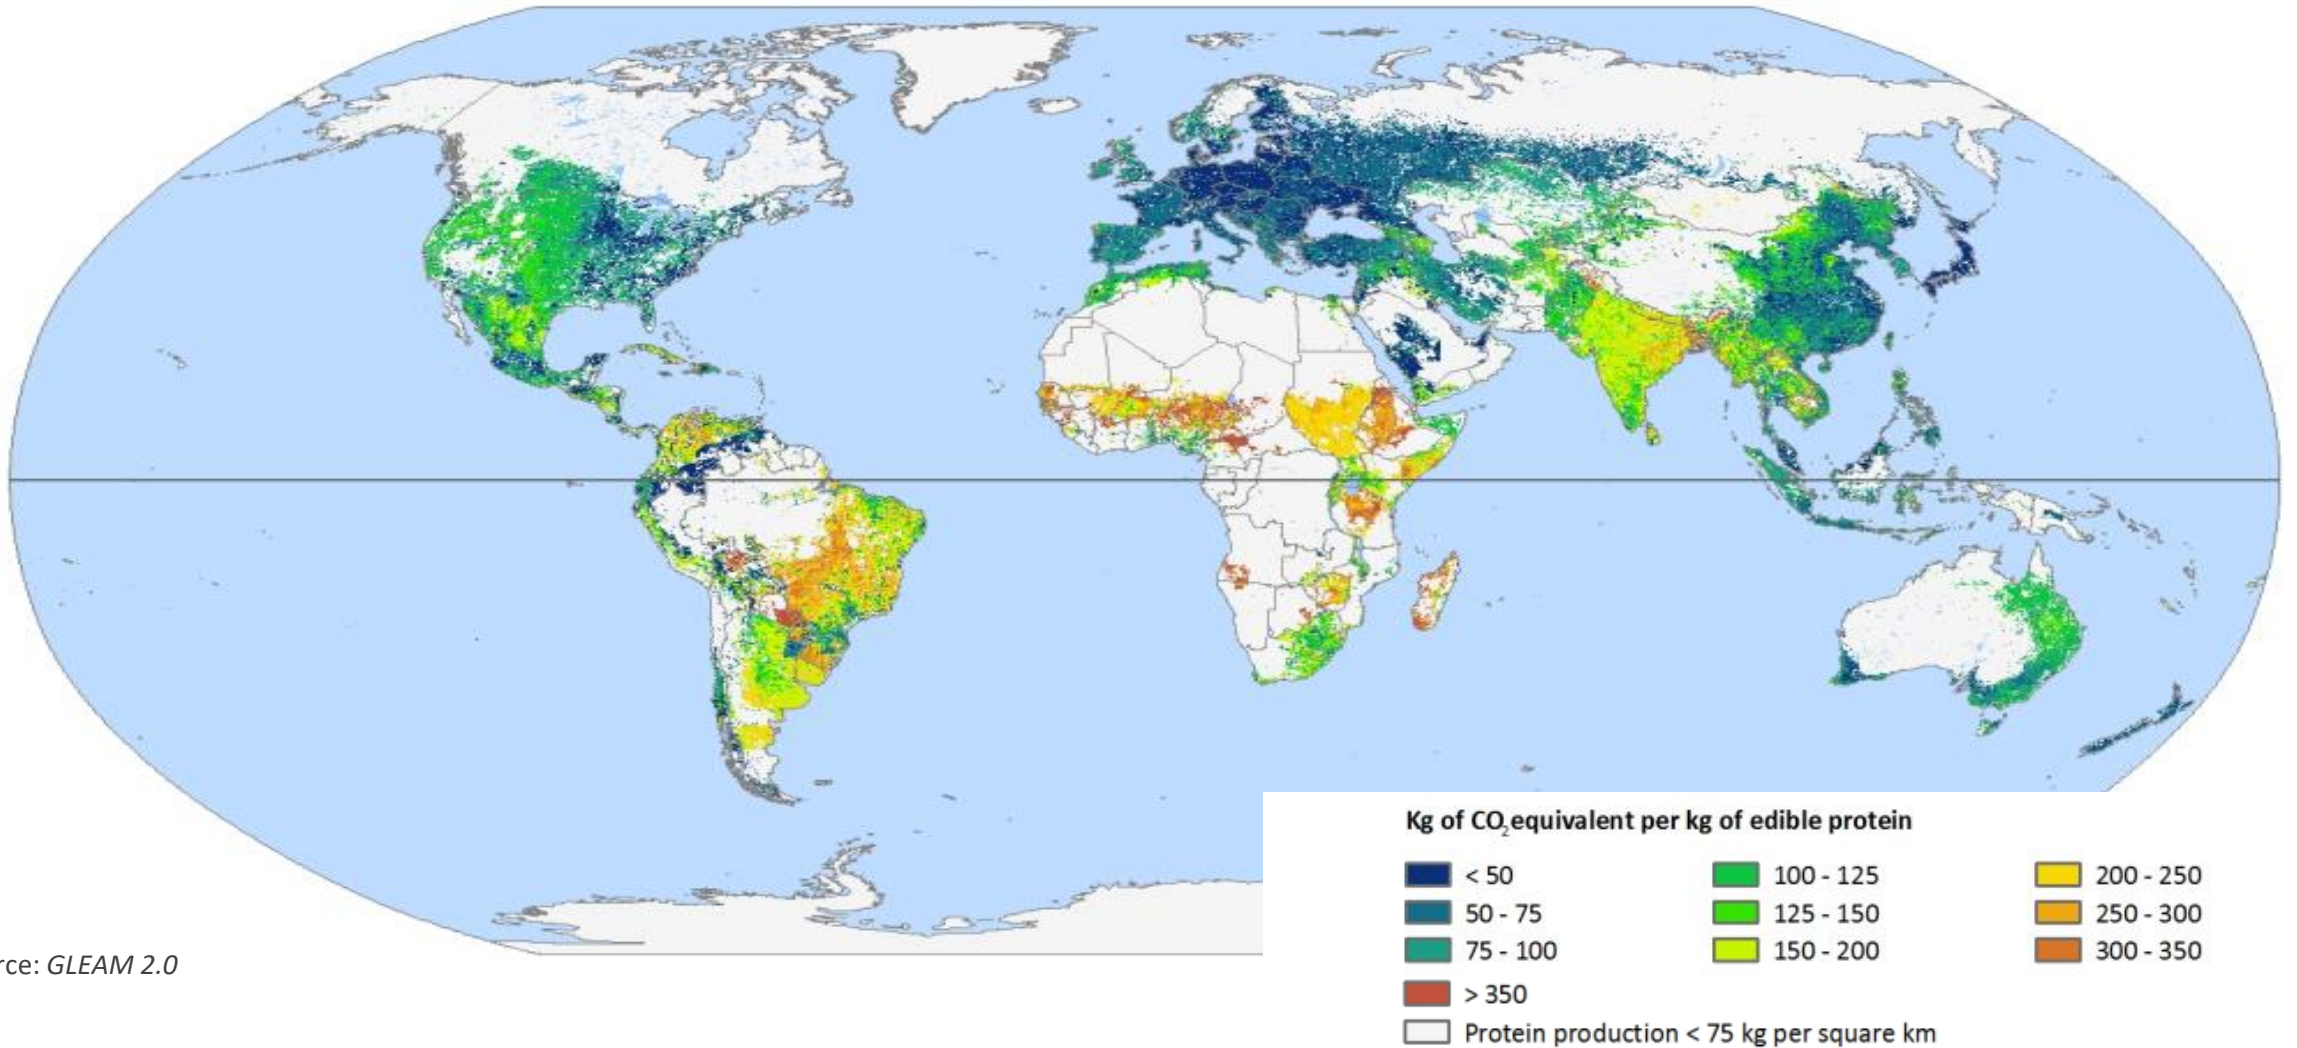 Kg of CO2 equivalent per kg of edible protein
< 50
50 - 75
75 - 100
> 350
Protein production < 75 kg per square km
100 - 125
125 - 150
150 - 200
200 - 250
250 - 300
300 - 350
rce: GLEAM 2.0